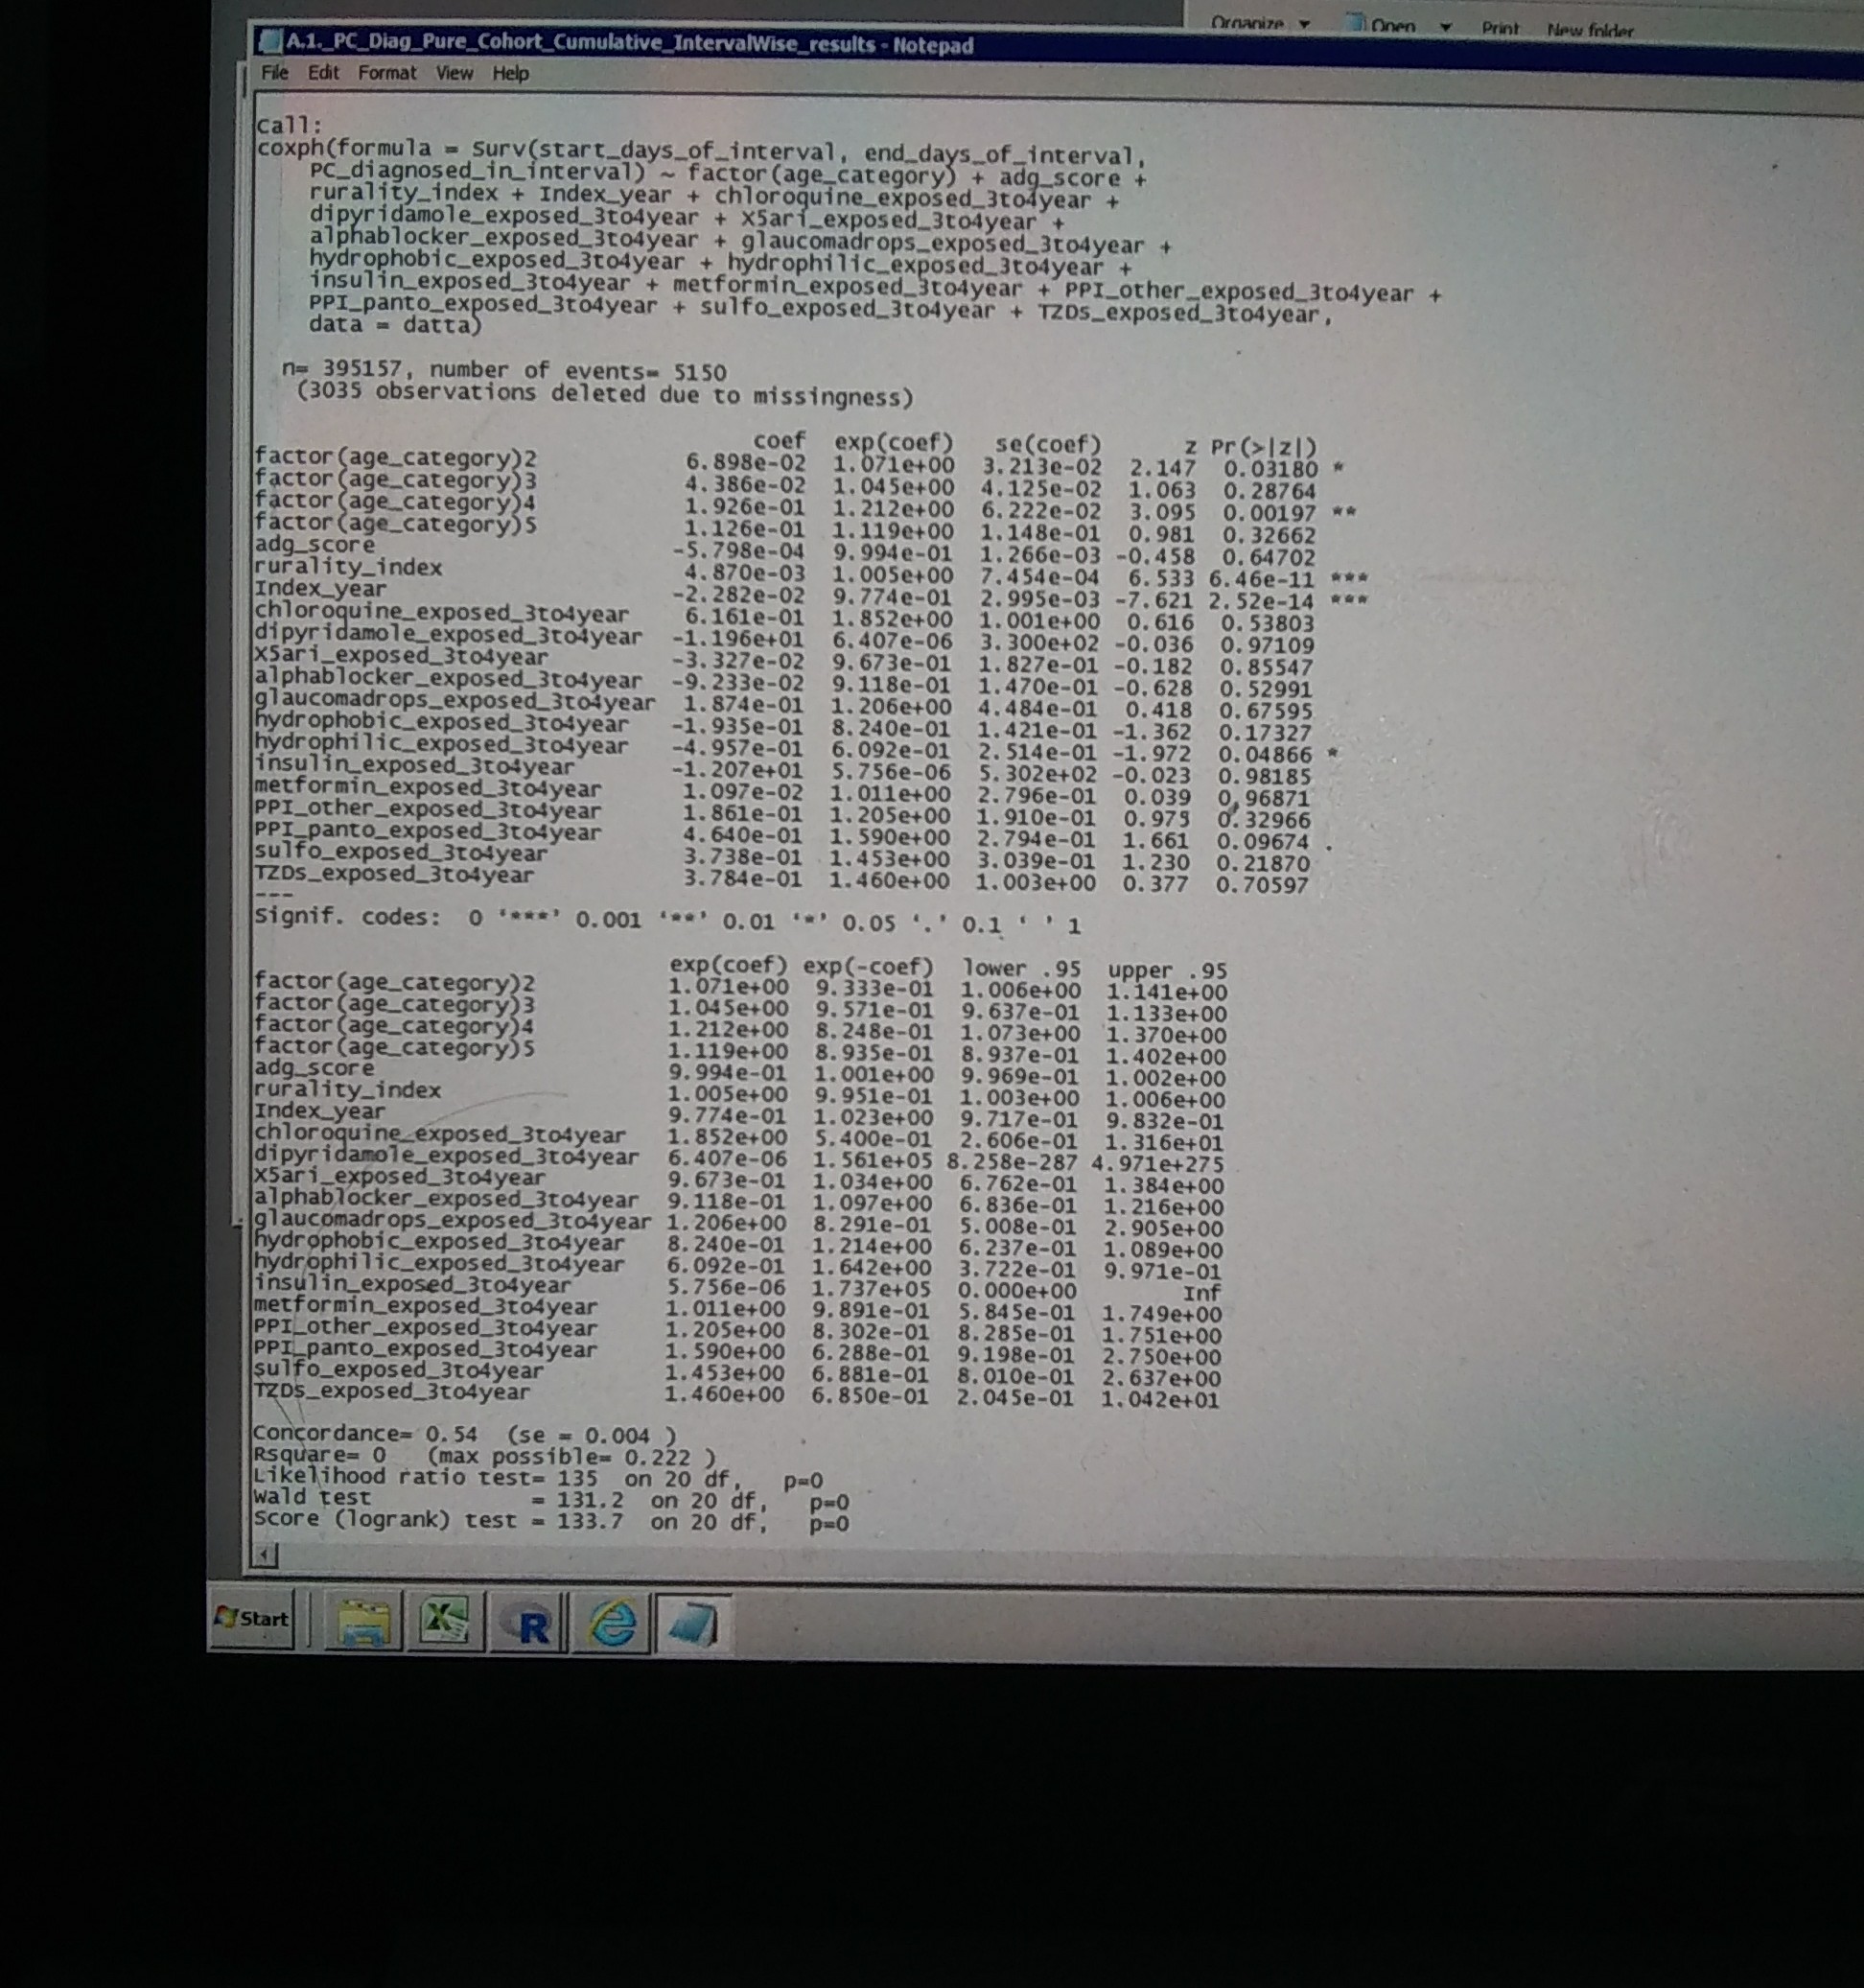 Organize Open Print New folder
A.1._PC_Diag_Pure_Cohort_Cumulative_IntervalWise_results - Notepad
File Edit Format View Help
Call:
coxph(formula = Surv(start_days_of_interval, end_days_of_interval,
    PC_diagnosed_in_interval) ~ factor(age_category) + adg_score +
    rurality_index + Index_year + chloroquine_exposed_3to4year +
    dipyridamole_exposed_3to4year + X5ari_exposed_3to4year +
    alphablocker_exposed_3to4year + glaucomadrops_exposed_3to4year +
    hydrophobic_exposed_3to4year + hydrophilic_exposed_3to4year +
    insulin_exposed_3to4year + metformin_exposed_3to4year + PPI_other_exposed_3to4year +
    PPI_panto_exposed_3to4year + sulfo_exposed_3to4year + TZDs_exposed_3to4year,
    data = datta)
n= 395157, number of events= 5150
(3035 observations deleted due to missingness)
coef exp(coef) se(coef) z Pr(>|z|)
factor(age_category)2 6.898e-02 1.071e+00 3.213e-02 2.147 0.03180 *
factor(age_category)3 4.386e-02 1.045e+00 4.125e-02 1.063 0.28764
factor(age_category)4 1.926e-01 1.212e+00 6.222e-02 3.095 0.00197 **
factor(age_category)5 1.126e-01 1.119e+00 1.148e-01 0.981 0.32662
adg_score -5.798e-04 9.994e-01 1.266e-03 -0.458 0.64702
rurality_index 4.870e-03 1.005e+00 7.454e-04 6.533 6.46e-11 ***
Index_year -2.282e-02 9.774e-01 2.995e-03 -7.621 2.52e-14 ***
chloroquine_exposed_3to4year 6.161e-01 1.852e+00 1.001e+00 0.616 0.53803
dipyridamole_exposed_3to4year -1.196e+01 6.407e-06 3.300e+02 -0.036 0.97109
X5ari_exposed_3to4year -3.327e-02 9.673e-01 1.827e-01 -0.182 0.85547
alphablocker_exposed_3to4year -9.233e-02 9.118e-01 1.470e-01 -0.628 0.52991
glaucomadrops_exposed_3to4year 1.874e-01 1.206e+00 4.484e-01 0.418 0.67595
hydrophobic_exposed_3to4year -1.935e-01 8.240e-01 1.421e-01 -1.362 0.17327
hydrophilic_exposed_3to4year -4.957e-01 6.092e-01 2.514e-01 -1.972 0.04866 *
insulin_exposed_3to4year -1.207e+01 5.756e-06 5.302e+02 -0.023 0.98185
metformin_exposed_3to4year 1.097e-02 1.011e+00 2.796e-01 0.039 0.96871
PPI_other_exposed_3to4year 1.861e-01 1.205e+00 1.910e-01 0.975 0.32966
PPI_panto_exposed_3to4year 4.640e-01 1.590e+00 2.794e-01 1.661 0.09674 .
sulfo_exposed_3to4year 3.738e-01 1.453e+00 3.039e-01 1.230 0.21870
TZDs_exposed_3to4year 3.784e-01 1.460e+00 1.003e+00 0.377 0.70597
---
Signif. codes:  0 ‘***’ 0.001 ‘**’ 0.01 ‘*’ 0.05 ‘.’ 0.1 ‘ ’ 1
exp(coef) exp(-coef) lower .95 upper .95
factor(age_category)2 1.071e+00 9.333e-01 1.006e+00 1.141e+00
factor(age_category)3 1.045e+00 9.571e-01 9.637e-01 1.133e+00
factor(age_category)4 1.212e+00 8.248e-01 1.073e+00 1.370e+00
factor(age_category)5 1.119e+00 8.935e-01 8.937e-01 1.402e+00
adg_score 9.994e-01 1.001e+00 9.969e-01 1.002e+00
rurality_index 1.005e+00 9.951e-01 1.003e+00 1.006e+00
Index_year 9.774e-01 1.023e+00 9.717e-01 9.832e-01
chloroquine_exposed_3to4year 1.852e+00 5.400e-01 2.606e-01 1.316e+01
dipyridamole_exposed_3to4year 6.407e-06 1.561e+05 8.258e-287 4.971e+275
X5ari_exposed_3to4year 9.673e-01 1.034e+00 6.762e-01 1.384e+00
alphablocker_exposed_3to4year 9.118e-01 1.097e+00 6.836e-01 1.216e+00
glaucomadrops_exposed_3to4year 1.206e+00 8.291e-01 5.008e-01 2.905e+00
hydrophobic_exposed_3to4year 8.240e-01 1.214e+00 6.237e-01 1.089e+00
hydrophilic_exposed_3to4year 6.092e-01 1.642e+00 3.722e-01 9.971e-01
insulin_exposed_3to4year 5.756e-06 1.737e+05 0.000e+00 Inf
metformin_exposed_3to4year 1.011e+00 9.891e-01 5.845e-01 1.749e+00
PPI_other_exposed_3to4year 1.205e+00 8.302e-01 8.285e-01 1.751e+00
PPI_panto_exposed_3to4year 1.590e+00 6.288e-01 9.198e-01 2.750e+00
sulfo_exposed_3to4year 1.453e+00 6.881e-01 8.010e-01 2.637e+00
TZDs_exposed_3to4year 1.460e+00 6.850e-01 2.045e-01 1.042e+01
Concordance= 0.54  (se = 0.004 )
Rsquare= 0   (max possible= 0.222 )
Likelihood ratio test= 135  on 20 df,   p=0
Wald test            = 131.2  on 20 df,   p=0
Score (logrank) test = 133.7  on 20 df,   p=0
Start